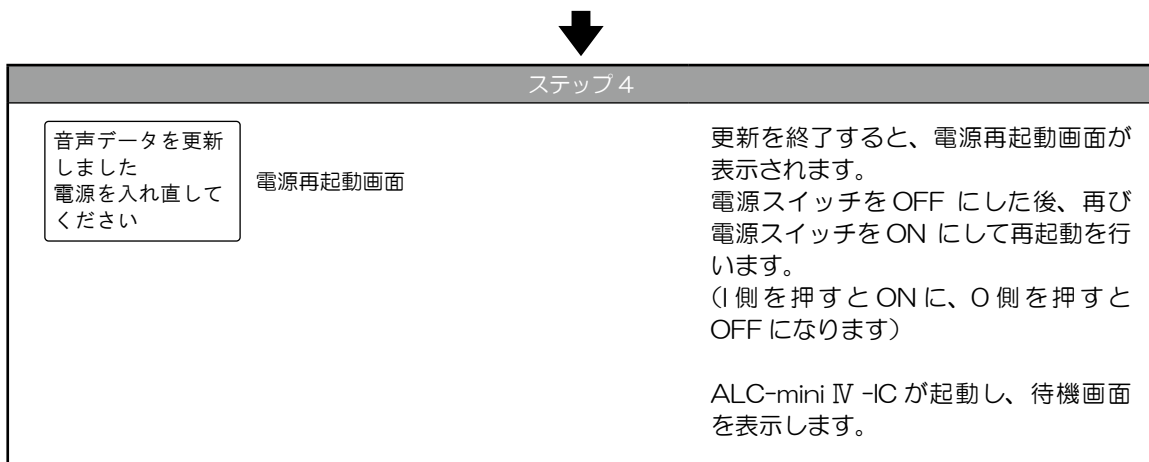 ステップ 4
音声データを更新
しました
電源を入れ直して
ください
電源再起動画面
更新を終了すると、電源再起動画面が
表示されます。
電源スイッチを OFF にした後、再び
電源スイッチを ON にして再起動を行
います。
（I 側を押すと ON に、O 側を押すと
OFF になります）
ALC-mini Ⅳ -IC が起動し、待機画面
を表示します。